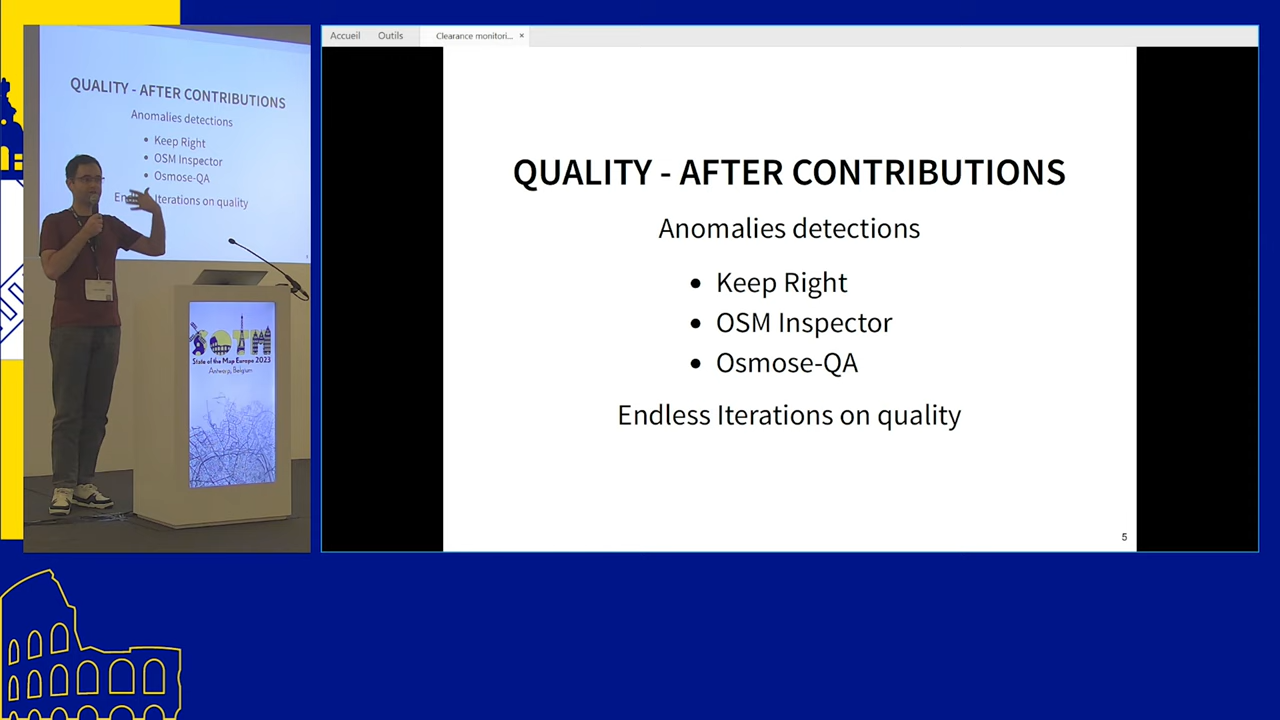 QUALITY - AFTER CONTRIBUTIONS
Anomalies detections
Keep Right
OSM Inspector
Osmose-QA
Iterations on quality
SOTM
State of the Map Europe 2023
Antwerp, Belgium
Accueil Outils Clearance monitori... ×
QUALITY - AFTER CONTRIBUTIONS
Anomalies detections
• Keep Right
• OSM Inspector
• Osmose-QA
Endless Iterations on quality
5